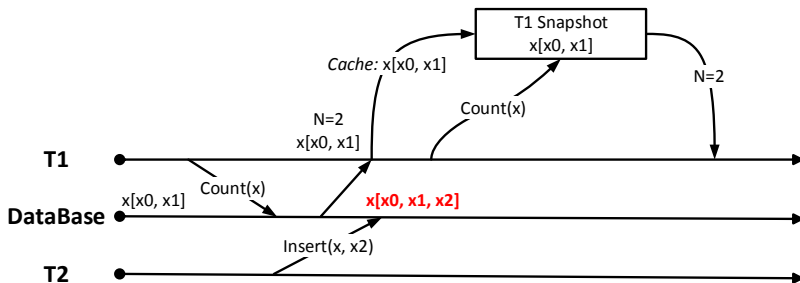 T1 Snapshot
x[x0, x1]
Cache: x[x0, x1]
N=2
Count(x)
N=2
x[x0, x1]
T1
Count(x)
x[x0, x1]
x[x0, x1, x2]
DataBase
Insert(x, x2)
T2